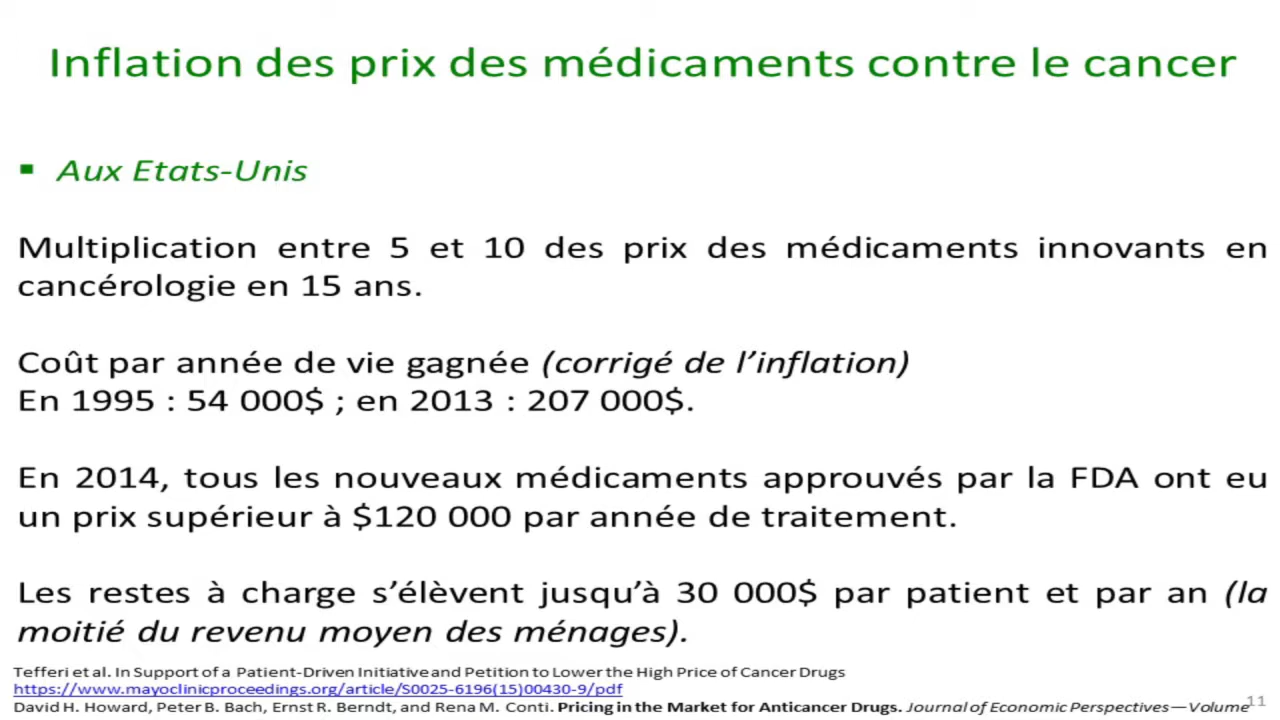 Inflation des prix des médicaments contre le cancer
▪ Aux Etats-Unis
Multiplication entre 5 et 10 des prix des médicaments innovants en
cancérologie en 15 ans.
Coût par année de vie gagnée (corrigé de l’inflation)
En 1995 : 54 000$ ; en 2013 : 207 000$.
En 2014, tous les nouveaux médicaments approuvés par la FDA ont eu
un prix supérieur à $120 000 par année de traitement.
Les restes à charge s’élèvent jusqu’à 30 000$ par patient et par an (la
moitié du revenu moyen des ménages).
Tefferi et al. In Support of a Patient-Driven Initiative and Petition to Lower the High Price of Cancer Drugs
https://www.mayoclinicproceedings.org/article/S0025-6196(15)00430-9/pdf
David H. Howard, Peter B. Bach, Ernst R. Berndt, and Rena M. Conti. Pricing in the Market for Anticancer Drugs. Journal of Economic Perspectives—Volume
11